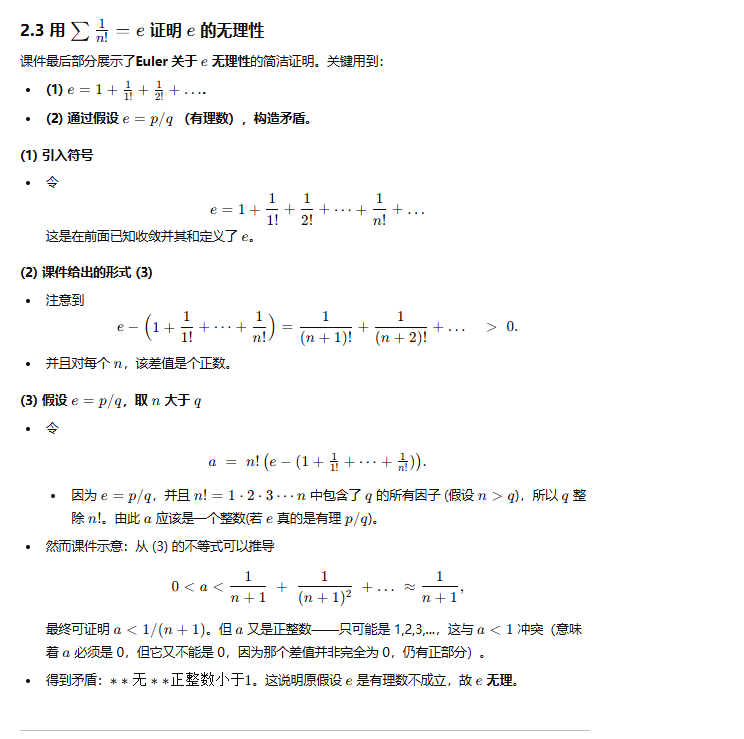 2.3 用 ∑ 1/n! = e 证明 e 的无理性
课件最后部分展示了Euler 关于 e 无理性的简洁证明。关键用到：
• (1) e = 1 + 1/1! + 1/2! + … .
• (2) 通过假设 e = p/q （有理数），构造矛盾。
(1) 引入符号
• 令
e = 1 + 1/1! + 1/2! + ⋯ + 1/n! + …
这是在前面已知收敛并其和定义了 e。
(2) 课件给出的形式 (3)
• 注意到
e − (1 + 1/1! + ⋯ + 1/n!) = 1/(n+1)! + 1/(n+2)! + … > 0.
• 并且对每个 n，该差值是个正数。
(3) 假设 e = p/q，取 n 大于 q
• 令
a = n! (e − (1 + 1/1! + ⋯ + 1/n!)).
• 因为 e = p/q，并且 n! = 1 · 2 · 3 ⋯ n 中包含了 q 的所有因子 (假设 n > q)，所以 q 整
除 n!。由此 a 应该是一个整数(若 e 真的是有理 p/q)。
• 然而课件示意：从 (3) 的不等式可以推导
0 < a < 1/(n+1) + 1/(n+1)² + … ≈ 1/(n+1),
最终可证明 a < 1/(n + 1)。但 a 又是正整数——只可能是 1,2,3,...，这与 a < 1 冲突（意味
着 a 必须是 0，但它又不能是 0，因为那个差值并非完全为 0，仍有正部分）。
• 得到矛盾：∗∗无∗∗正整数小于1。这说明原假设 e 是有理数不成立，故 e 无理。